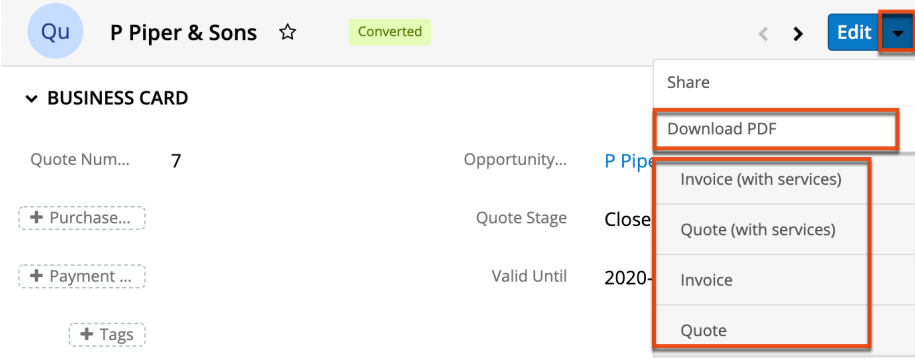 Qu P Piper & Sons Converted Edit
Share
BUSINESS CARD
Download PDF
Quote Num... 7 Opportunity... P Pipe
Invoice (with services)
Purchase... Quote Stage Close
Quote (with services)
Payment ... Valid Until 2020-
Invoice
Tags
Quote